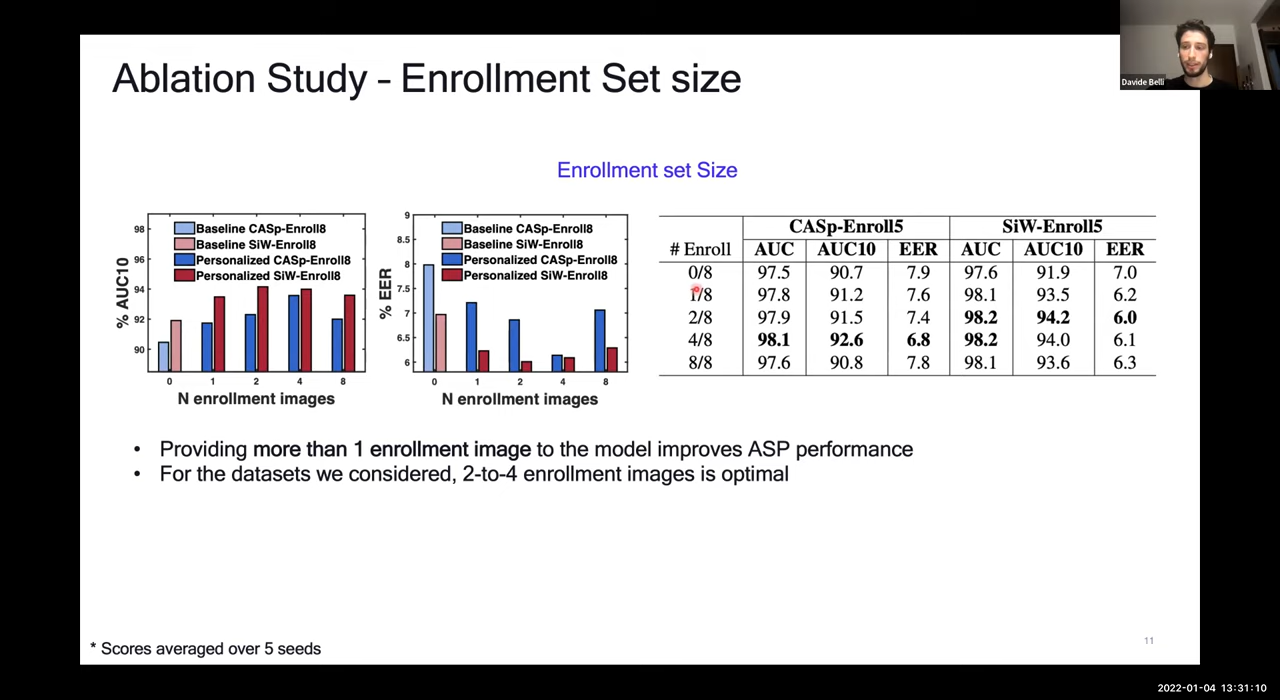 Davide Belli
Ablation Study - Enrollment Set size
Enrollment set Size
98
96
94
92
90
% AUC10
Baseline CASp-Enroll8
Baseline SiW-Enroll8
Personalized CASp-Enroll8
Personalized SiW-Enroll8
0 1 2 4 8
N enrollment images
9
8.5
8
7.5
7
6.5
6
% EER
Baseline CASp-Enroll8
Baseline SiW-Enroll8
Personalized CASp-Enroll8
Personalized SiW-Enroll8
0 1 2 4 8
N enrollment images
CASp-Enroll5 SiW-Enroll5
# Enroll AUC AUC10 EER AUC AUC10 EER
0/8 97.5 90.7 7.9 97.6 91.9 7.0
1/8 97.8 91.2 7.6 98.1 93.5 6.2
2/8 97.9 91.5 7.4 98.2 94.2 6.0
4/8 98.1 92.6 6.8 98.2 94.0 6.1
8/8 97.6 90.8 7.8 98.1 93.6 6.3
• Providing more than 1 enrollment image to the model improves ASP performance
• For the datasets we considered, 2-to-4 enrollment images is optimal
* Scores averaged over 5 seeds
11
2022-01-04 13:31:10